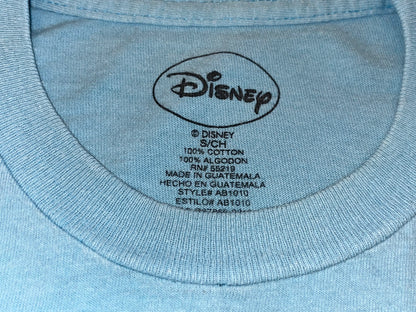 Disney
© DISNEY
S/CH
100% COTTON
100% ALGODON
RN# 55219
MADE IN GUATEMALA
HECHO EN GUATEMALA
STYLE# AB1010
ESTILO# AB1010